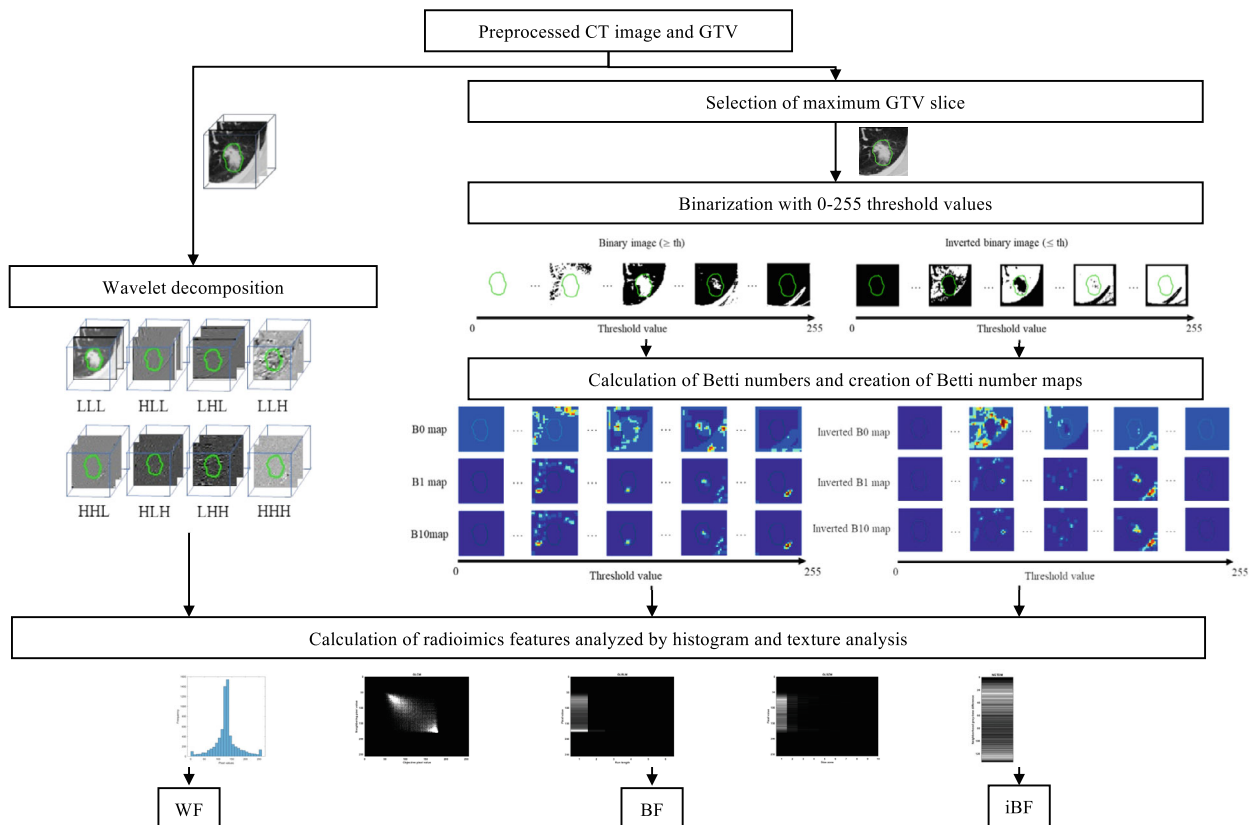 Preprocessed CT image and GTV
Selection of maximum GTV slice
Binarization with 0-255 threshold values
Binary image (≥ th)
Inverted binary image (≤ th)
Wavelet decomposition
... ... ... ...
... ... ... ...
0 Threshold value 255
0 Threshold value 255
Calculation of Betti numbers and creation of Betti number maps
LLL HLL LHL LLH
HHL HLH LHH HHH
B0 map ... ... ... ...
Inverted B0 map ... ... ... ...
B1 map ... ... ... ...
Inverted B1 map ... ... ... ...
B10map ... ... ... ...
Inverted B10 map ... ... ... ...
0 Threshold value 255
0 Threshold value 255
Calculation of radioimics features analyzed by histogram and texture analysis
WF
BF
iBF